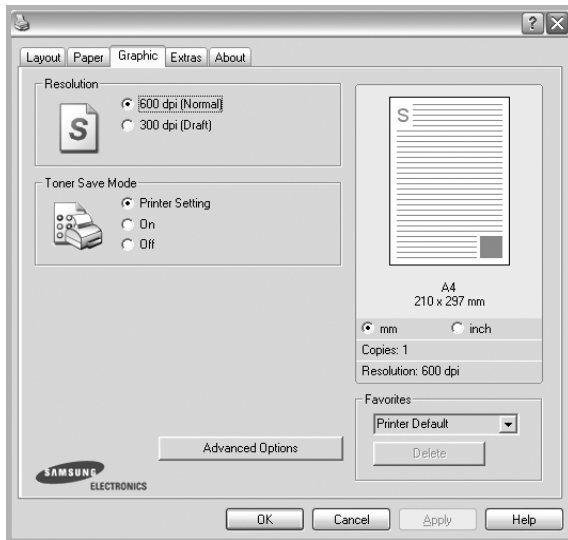 Layout Paper Graphic Extras About
Resolution
S
600 dpi (Normal)
300 dpi (Draft)
Toner Save Mode
Printer Setting
On
Off
S
A4
210 x 297 mm
mm inch
Copies: 1
Resolution: 600 dpi
Favorites
Printer Default
Delete
Advanced Options
SAMSUNG
ELECTRONICS
OK Cancel Apply Help